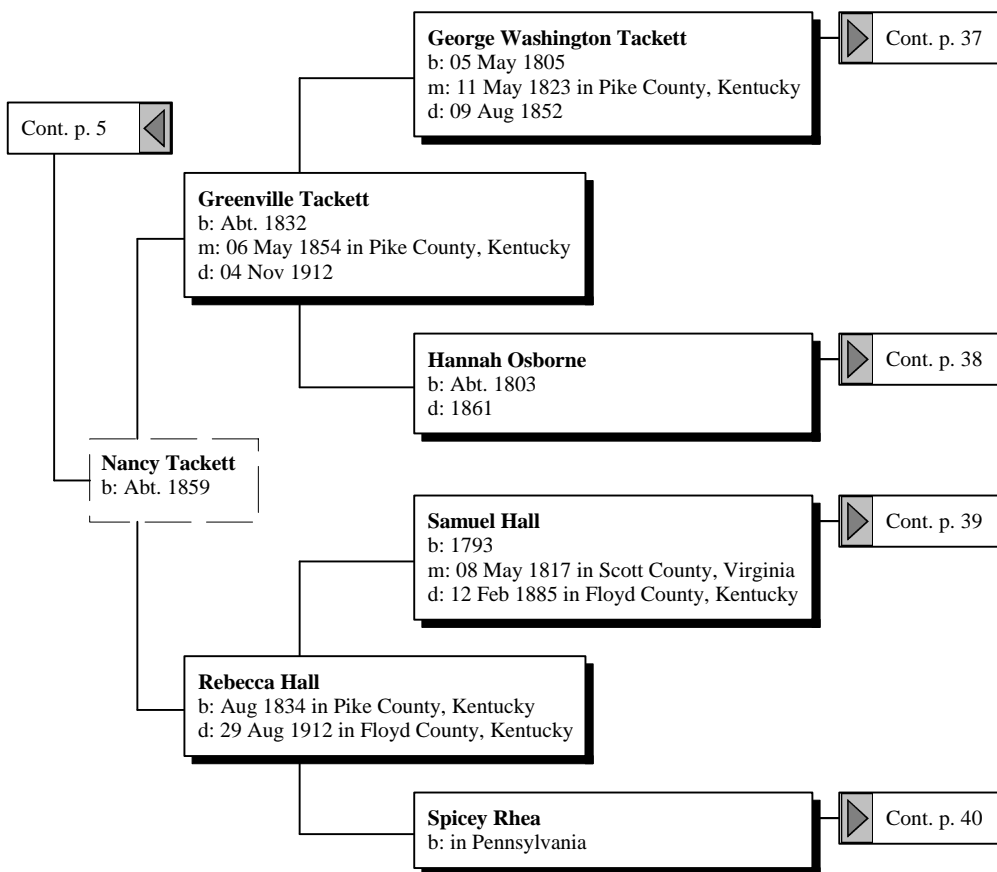 George Washington Tackett
b: 05 May 1805
m: 11 May 1823 in Pike County, Kentucky
d: 09 Aug 1852
Cont. p. 37
Cont. p. 5
Greenville Tackett
b: Abt. 1832
m: 06 May 1854 in Pike County, Kentucky
d: 04 Nov 1912
Hannah Osborne
b: Abt. 1803
d: 1861
Cont. p. 38
Nancy Tackett
b: Abt. 1859
Samuel Hall
b: 1793
m: 08 May 1817 in Scott County, Virginia
d: 12 Feb 1885 in Floyd County, Kentucky
Cont. p. 39
Rebecca Hall
b: Aug 1834 in Pike County, Kentucky
d: 29 Aug 1912 in Floyd County, Kentucky
Spicey Rhea
b: in Pennsylvania
Cont. p. 40